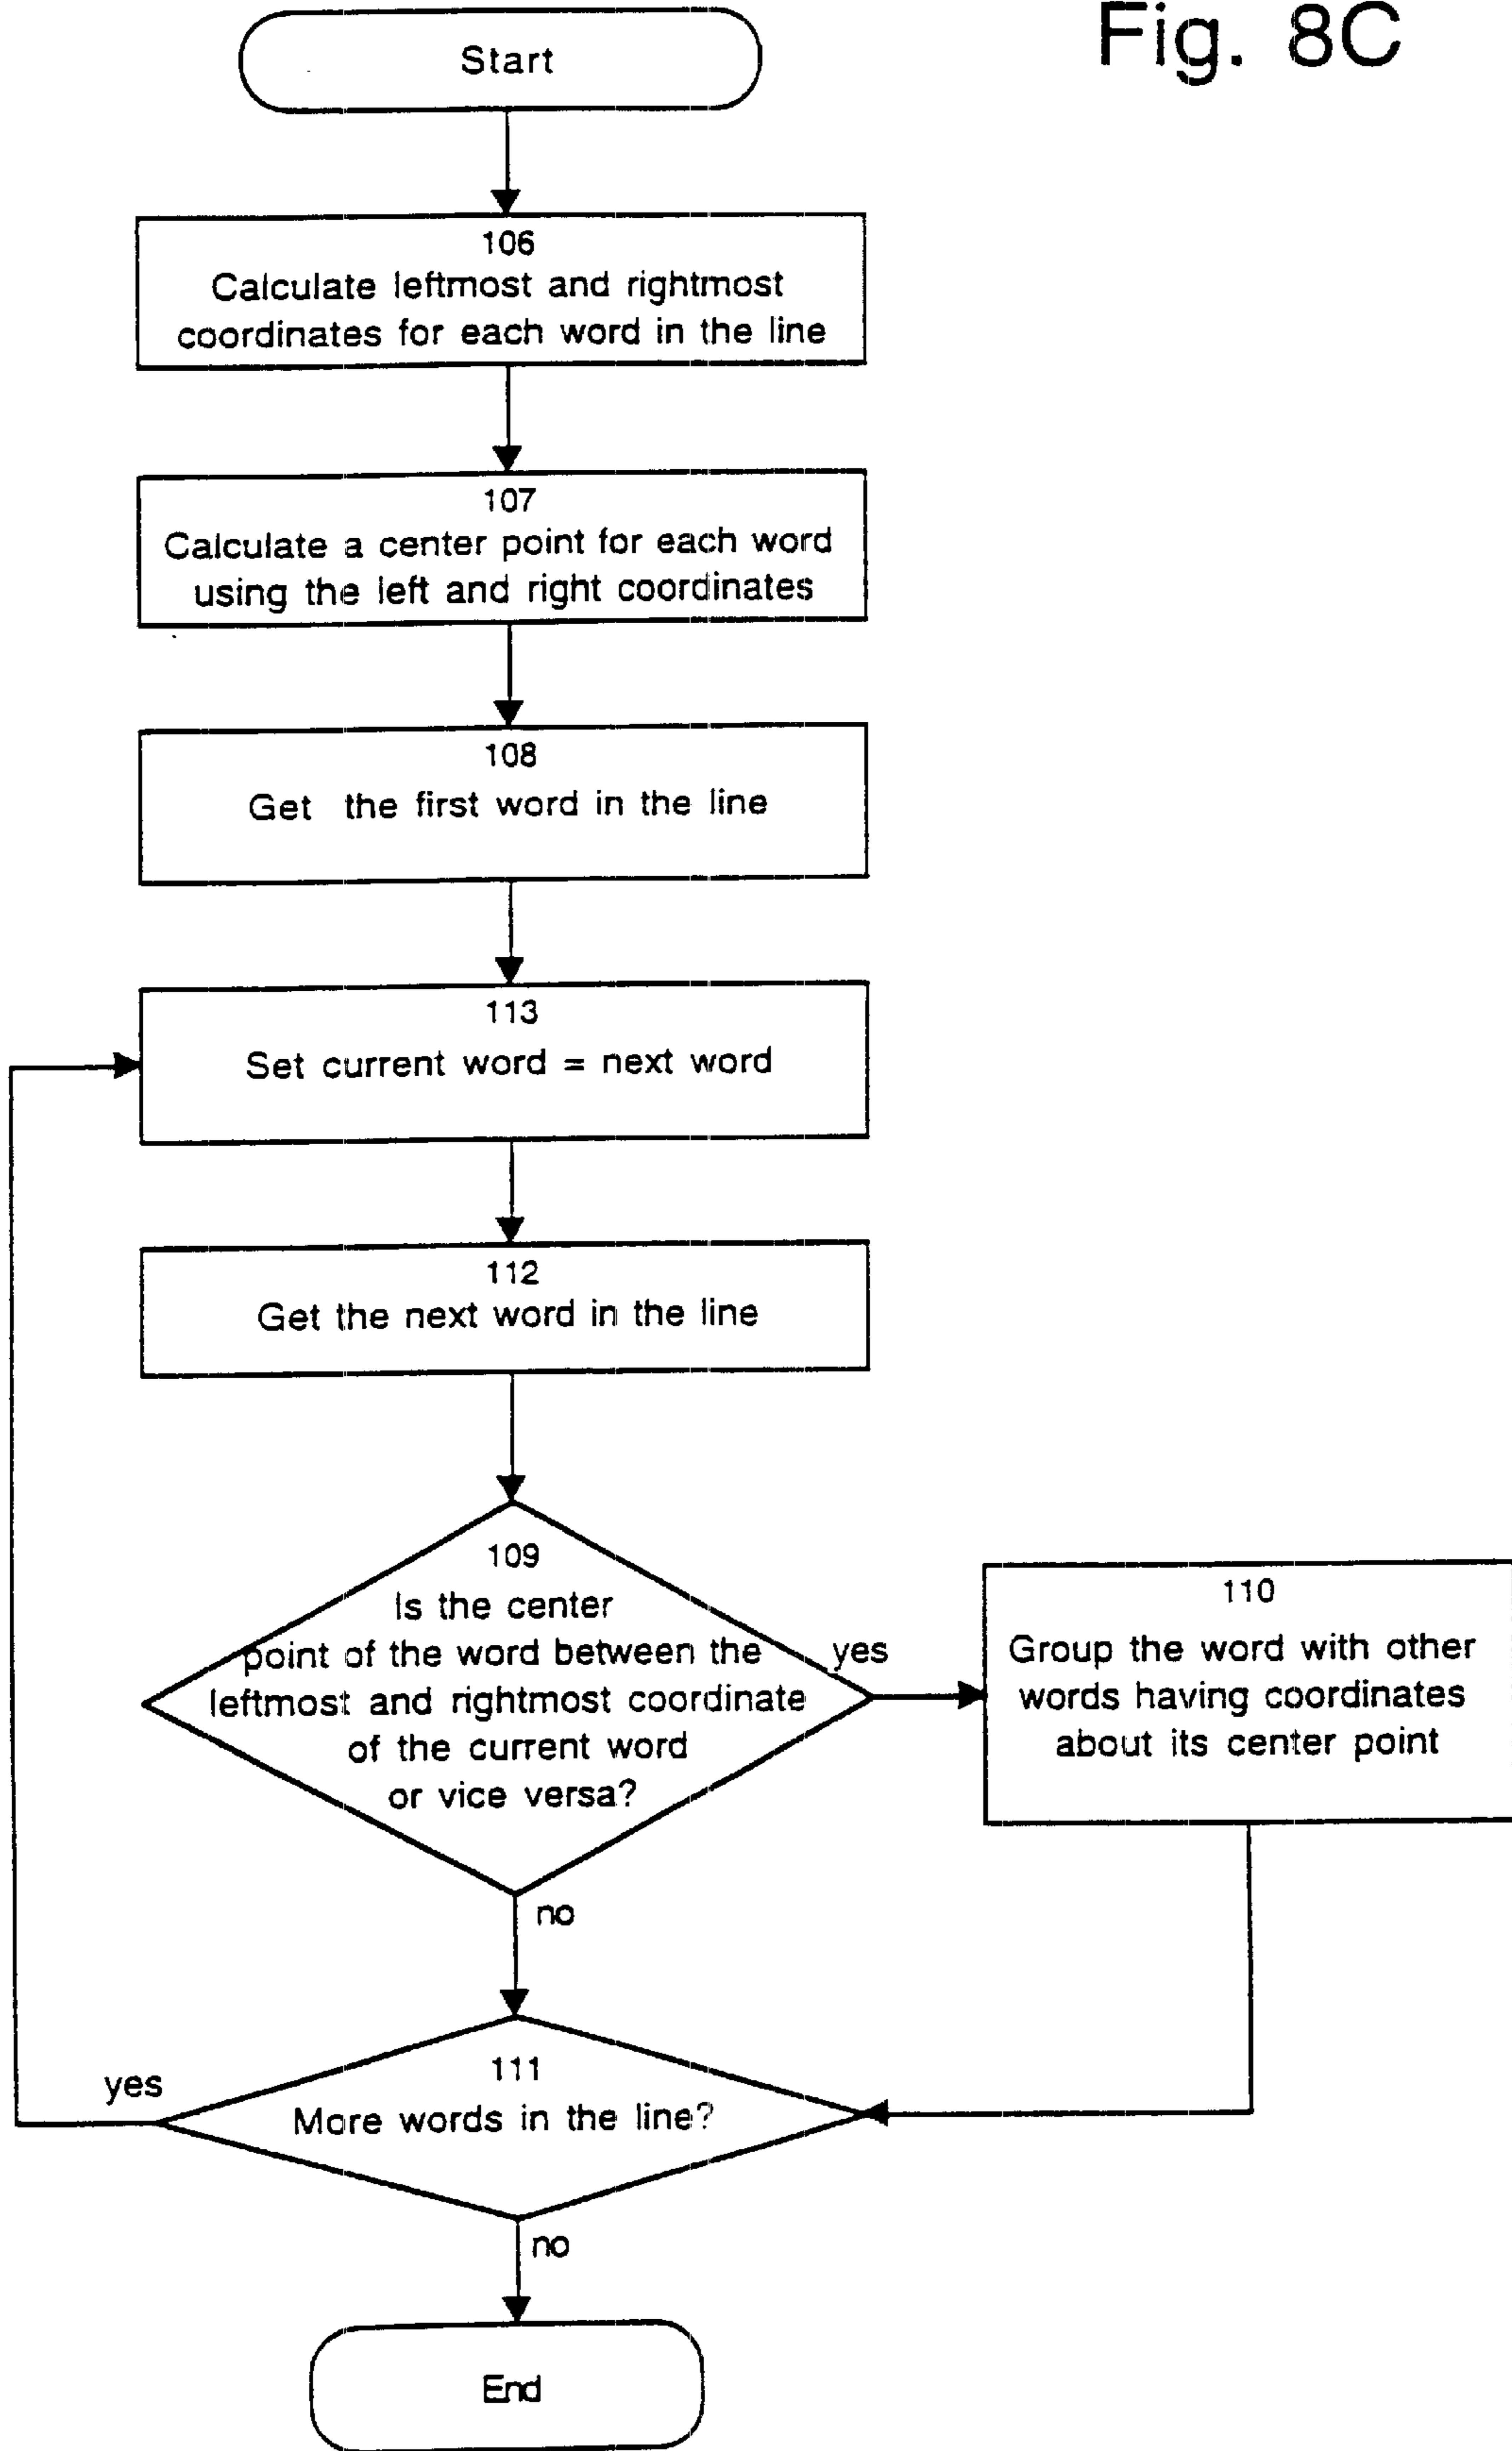 Fig. 8C
Start
106
Calculate leftmost and rightmost
coordinates for each word in the line
107
Calculate a center point for each word
using the left and right coordinates
108
Get the first word in the line
113
Set current word = next word
112
Get the next word in the line
109
Is the center
point of the word between the
leftmost and rightmost coordinate
of the current word
or vice versa?
yes
110
Group the word with other
words having coordinates
about its center point
no
111
More words in the line?
yes
no
End